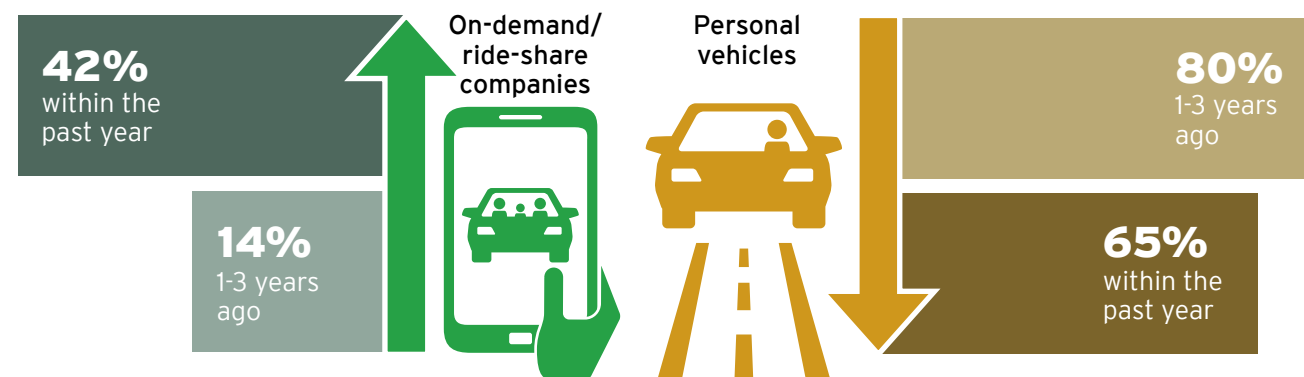 On-demand/
ride-share
companies
42%
within the
past year
14%
1-3 years
ago
Personal
vehicles
80%
1-3 years
ago
65%
within the
past year